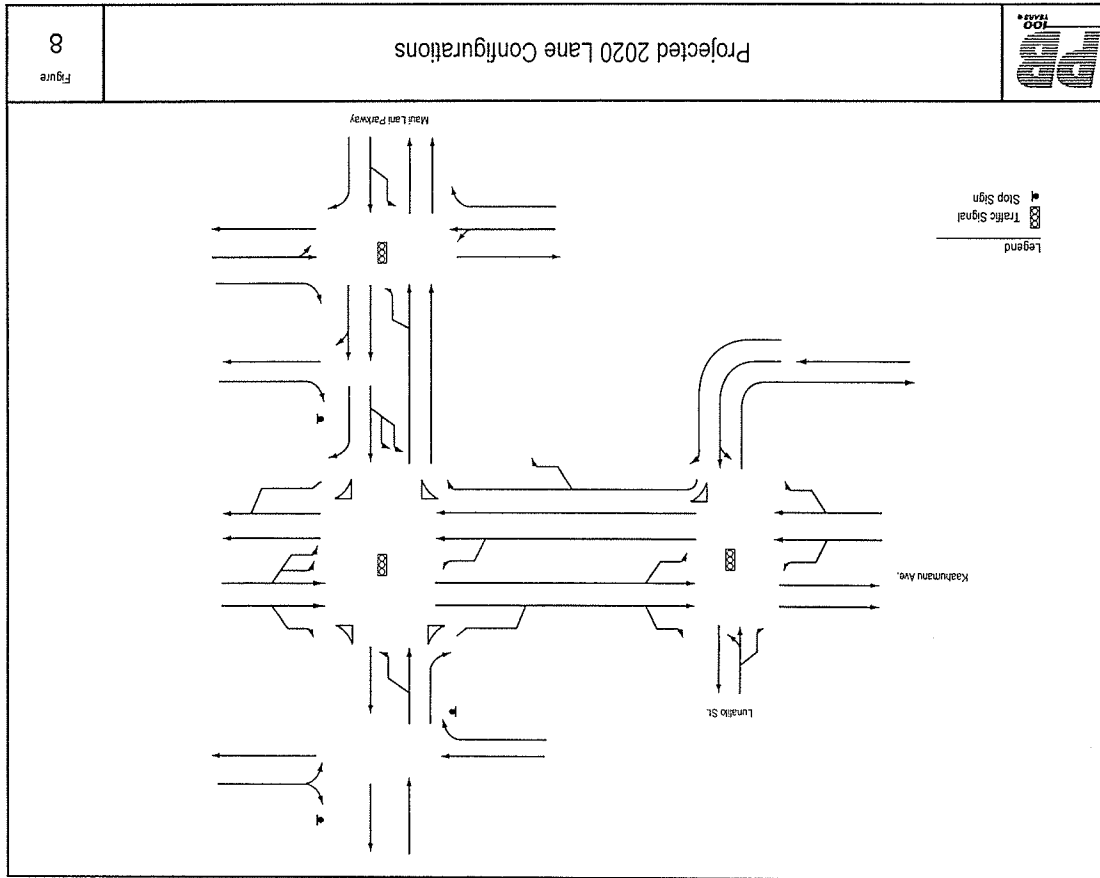 Lunalilo St.
Kaahumanu Ave.
Legend
Traffic Signal
Stop Sign
Maui Lani Parkway
PB
100
YEARS
Projected 2020 Lane Configurations
Figure
8